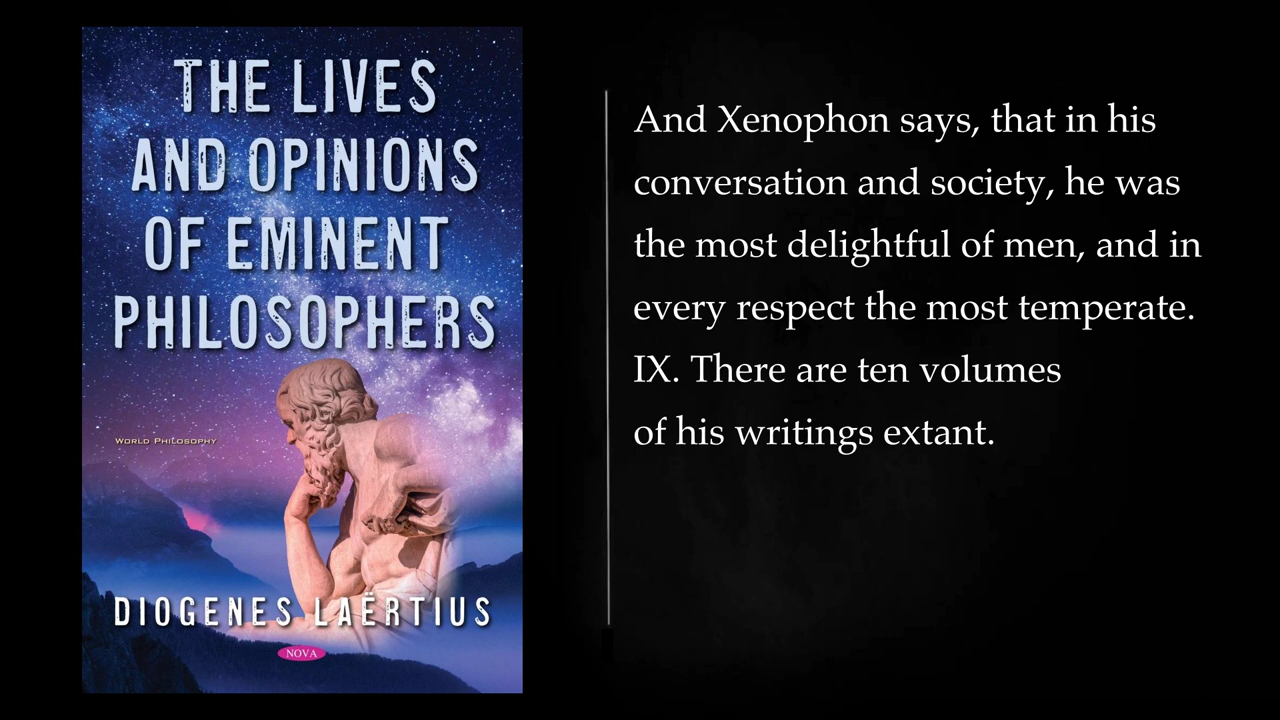 THE LIVES
AND OPINIONS
OF EMINENT
PHILOSOPHERS
WORLD PHILOSOPHY
DIOGENES LAËRTIUS
NOVA
And Xenophon says, that in his
conversation and society, he was
the most delightful of men, and in
every respect the most temperate.
IX. There are ten volumes
of his writings extant.